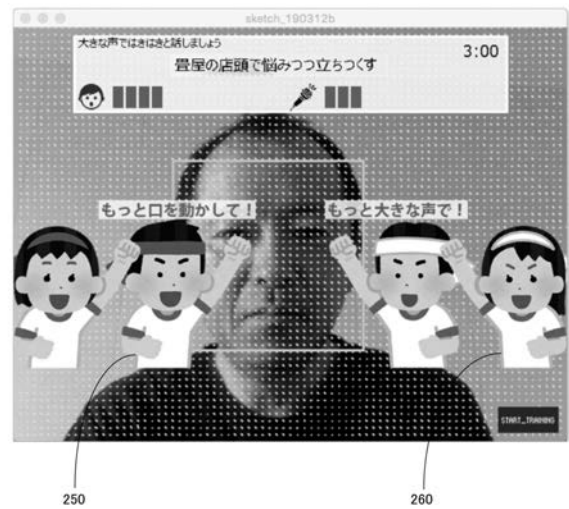 sketch_190312b
大きな声ではきはきと話しましょう
3:00
畳屋の店頭で悩みつつ立ちつくす
もっと口を動かして！
もっと大きな声で！
START_TRAINING
250
260